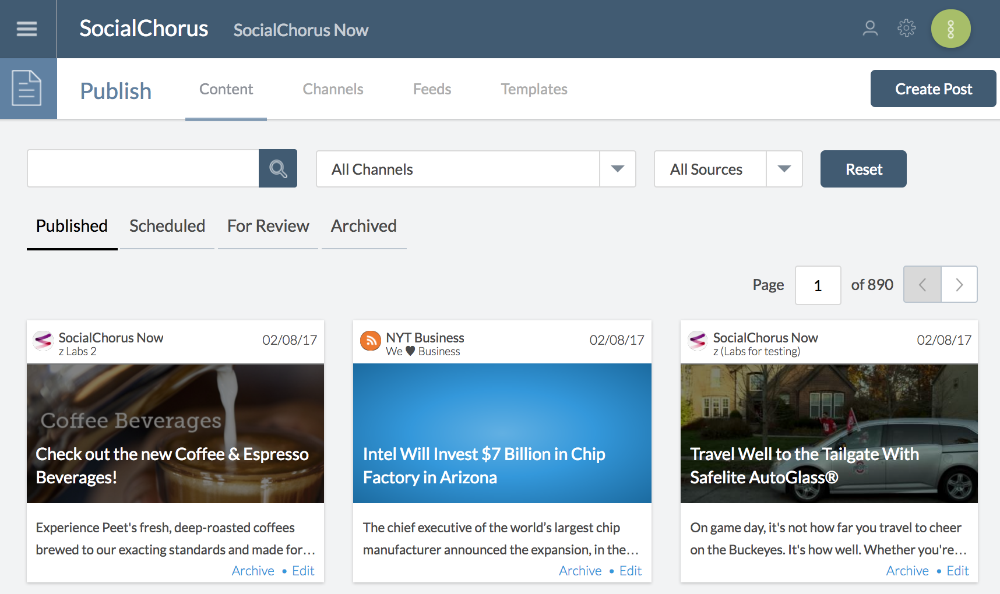 SocialChorus SocialChorus Now
Publish Content Channels Feeds Templates Create Post
All Channels All Sources Reset
Published Scheduled For Review Archived
Page 1 of 890
SocialChorus Now 02/08/17
z Labs 2
Coffee Beverages
Check out the new Coffee & Espresso
Beverages!
Experience Peet's fresh, deep-roasted coffees
brewed to our exacting standards and made for…
Archive • Edit
NYT Business 02/08/17
We ♥ Business
Intel Will Invest $7 Billion in Chip
Factory in Arizona
The chief executive of the world’s largest chip
manufacturer announced the expansion, in the…
Archive • Edit
SocialChorus Now 02/08/17
z (Labs for testing)
Travel Well to the Tailgate With
Safelite AutoGlass®
On game day, it's not how far you travel to cheer
on the Buckeyes. It's how well. Whether you're…
Archive • Edit